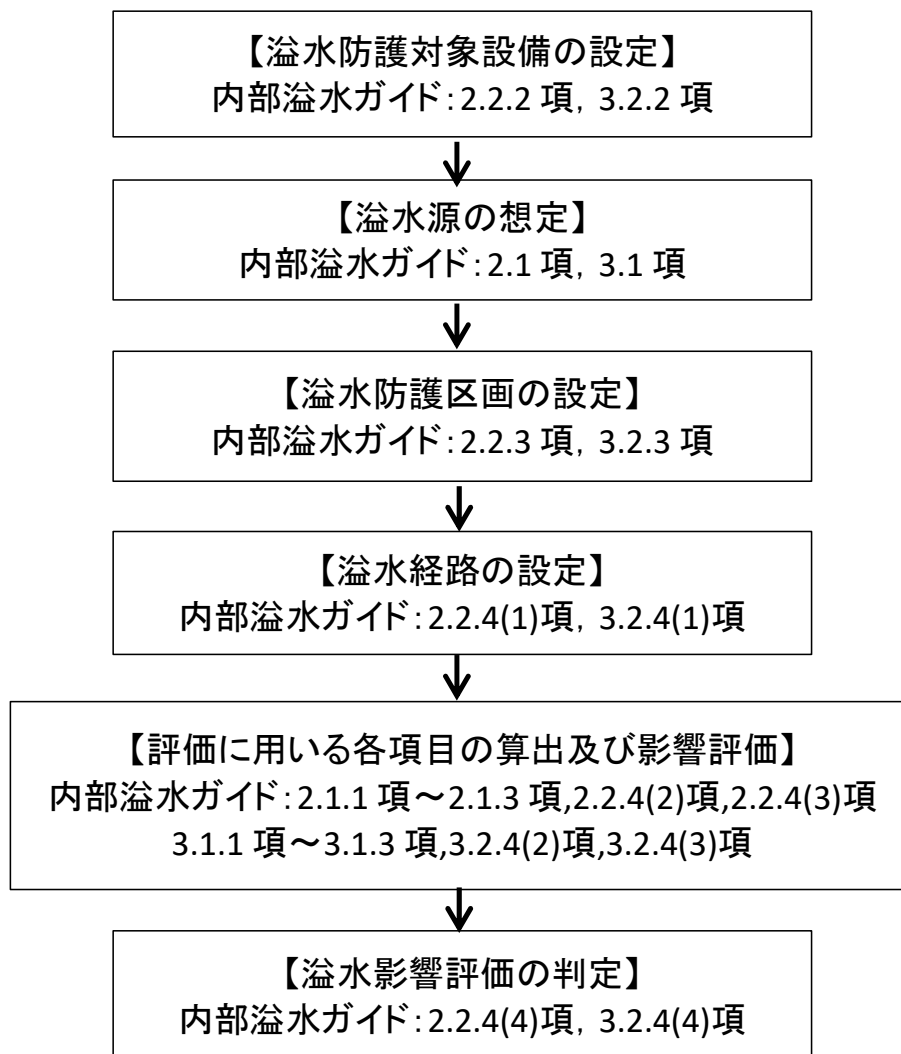 【溢水防護対象設備の設定】
内部溢水ガイド：2.2.2 項，3.2.2 項
【溢水源の想定】
内部溢水ガイド：2.1 項，3.1 項
【溢水防護区画の設定】
内部溢水ガイド：2.2.3 項，3.2.3 項
【溢水経路の設定】
内部溢水ガイド：2.2.4(1)項，3.2.4(1)項
【評価に用いる各項目の算出及び影響評価】
内部溢水ガイド：2.1.1 項～2.1.3 項,2.2.4(2)項,2.2.4(3)項
3.1.1 項～3.1.3 項,3.2.4(2)項,3.2.4(3)項
【溢水影響評価の判定】
内部溢水ガイド：2.2.4(4)項，3.2.4(4)項